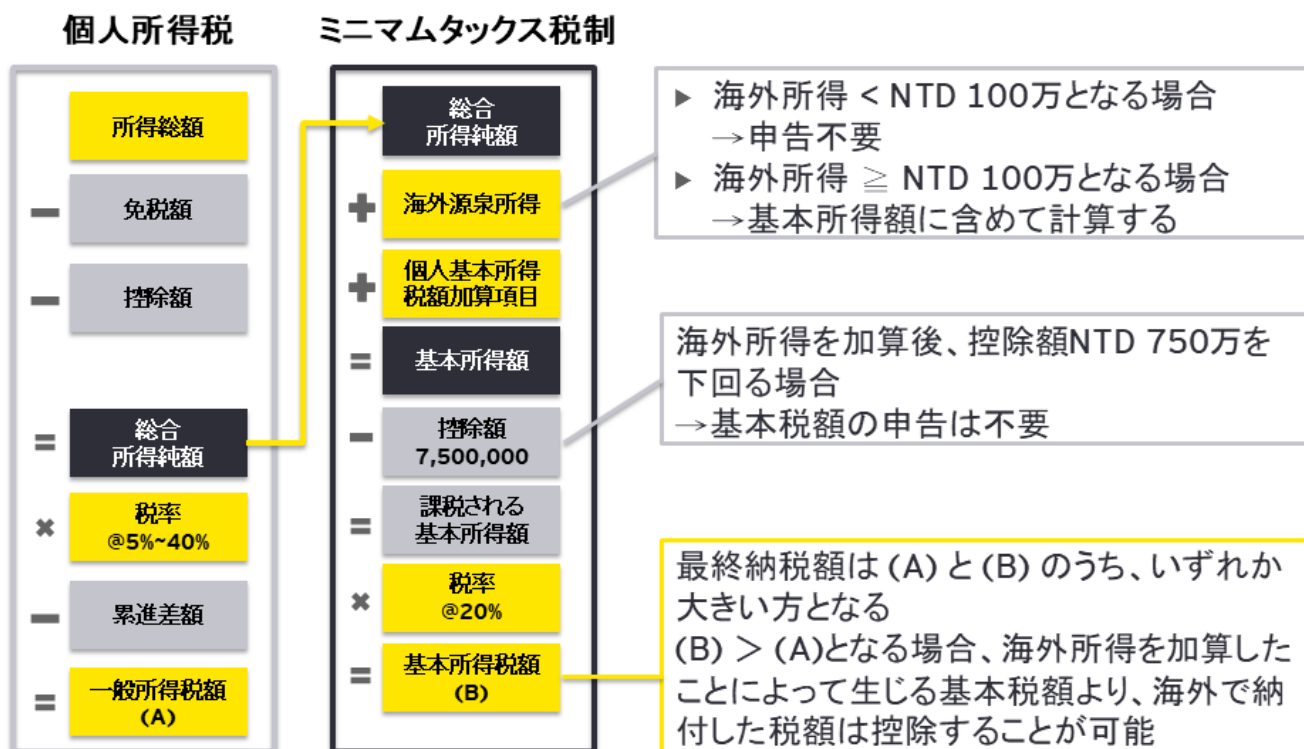 個人所得税
ミニマムタックス税制
所得総額
－
免税額
－
控除額
＝
総合
所得純額
×
税率
@5%~40%
－
累進差額
＝
一般所得税額
(A)
総合
所得純額
＋
海外源泉所得
＋
個人基本所得
税額加算項目
＝
基本所得額
－
控除額
7,500,000
＝
課税される
基本所得額
×
税率
@20%
＝
基本所得税額
(B)
▶ 海外所得 < NTD 100万となる場合
→申告不要
▶ 海外所得 ≧ NTD 100万となる場合
→基本所得額に含めて計算する
海外所得を加算後、控除額NTD 750万を
下回る場合
→基本税額の申告は不要
最終納税額は (A) と (B) のうち、いずれか
大きい方となる
(B) ＞ (A)となる場合、海外所得を加算した
ことによって生じる基本税額より、海外で納
付した税額は控除することが可能